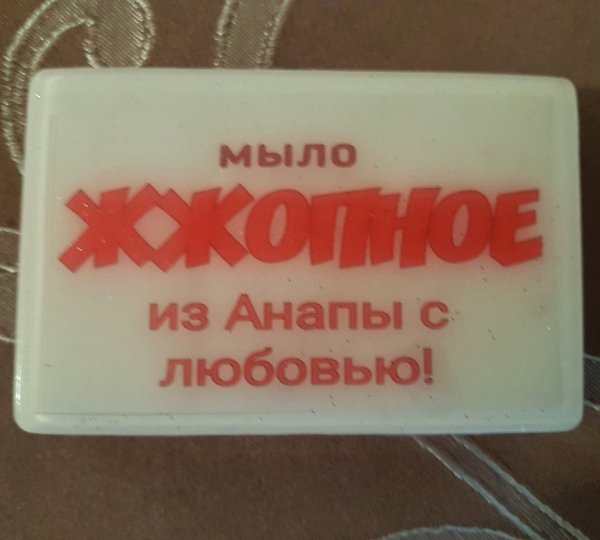 мыло
ЖЖОПНОЕ
из Анапы с
любовью!